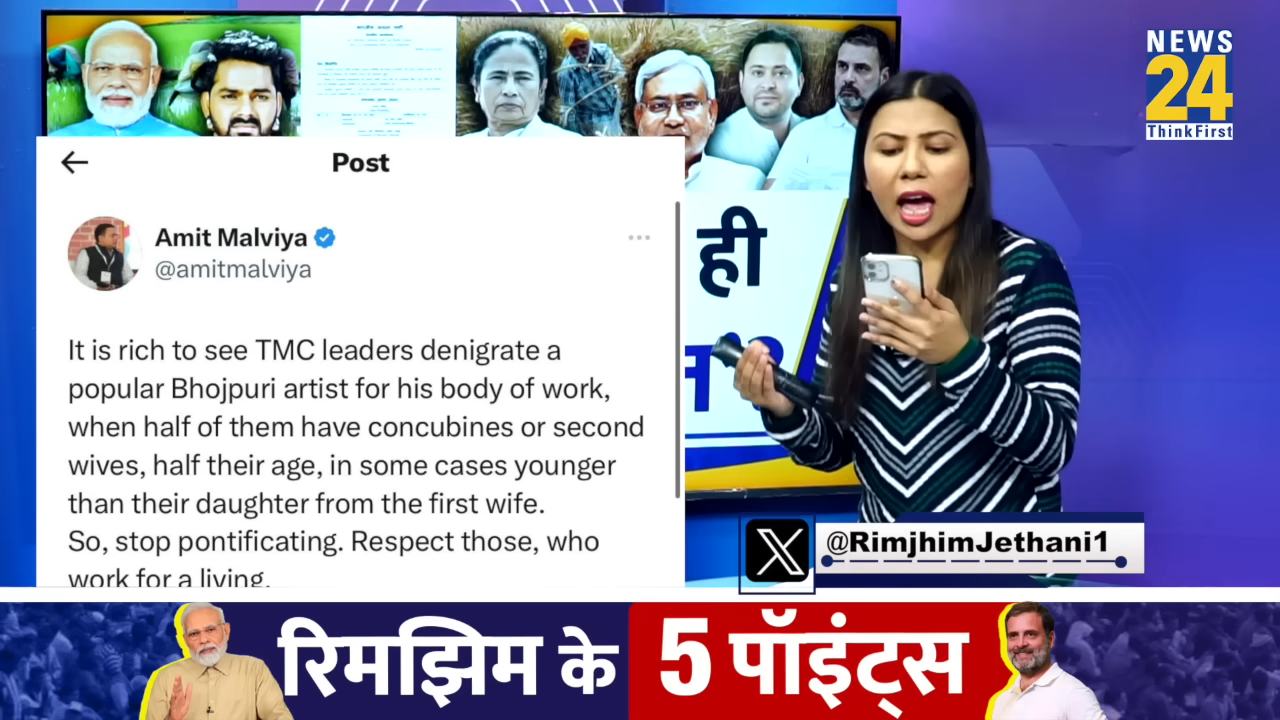 NEWS
24
ThinkFirst
Post
Amit Malviya
@amitmalviya
It is rich to see TMC leaders denigrate a
popular Bhojpuri artist for his body of work,
when half of them have concubines or second
wives, half their age, in some cases younger
than their daughter from the first wife.
So, stop pontificating. Respect those, who
work for a living.
ही
@RimjhimJethani1
रिमझिम के 5 पॉइंट्स